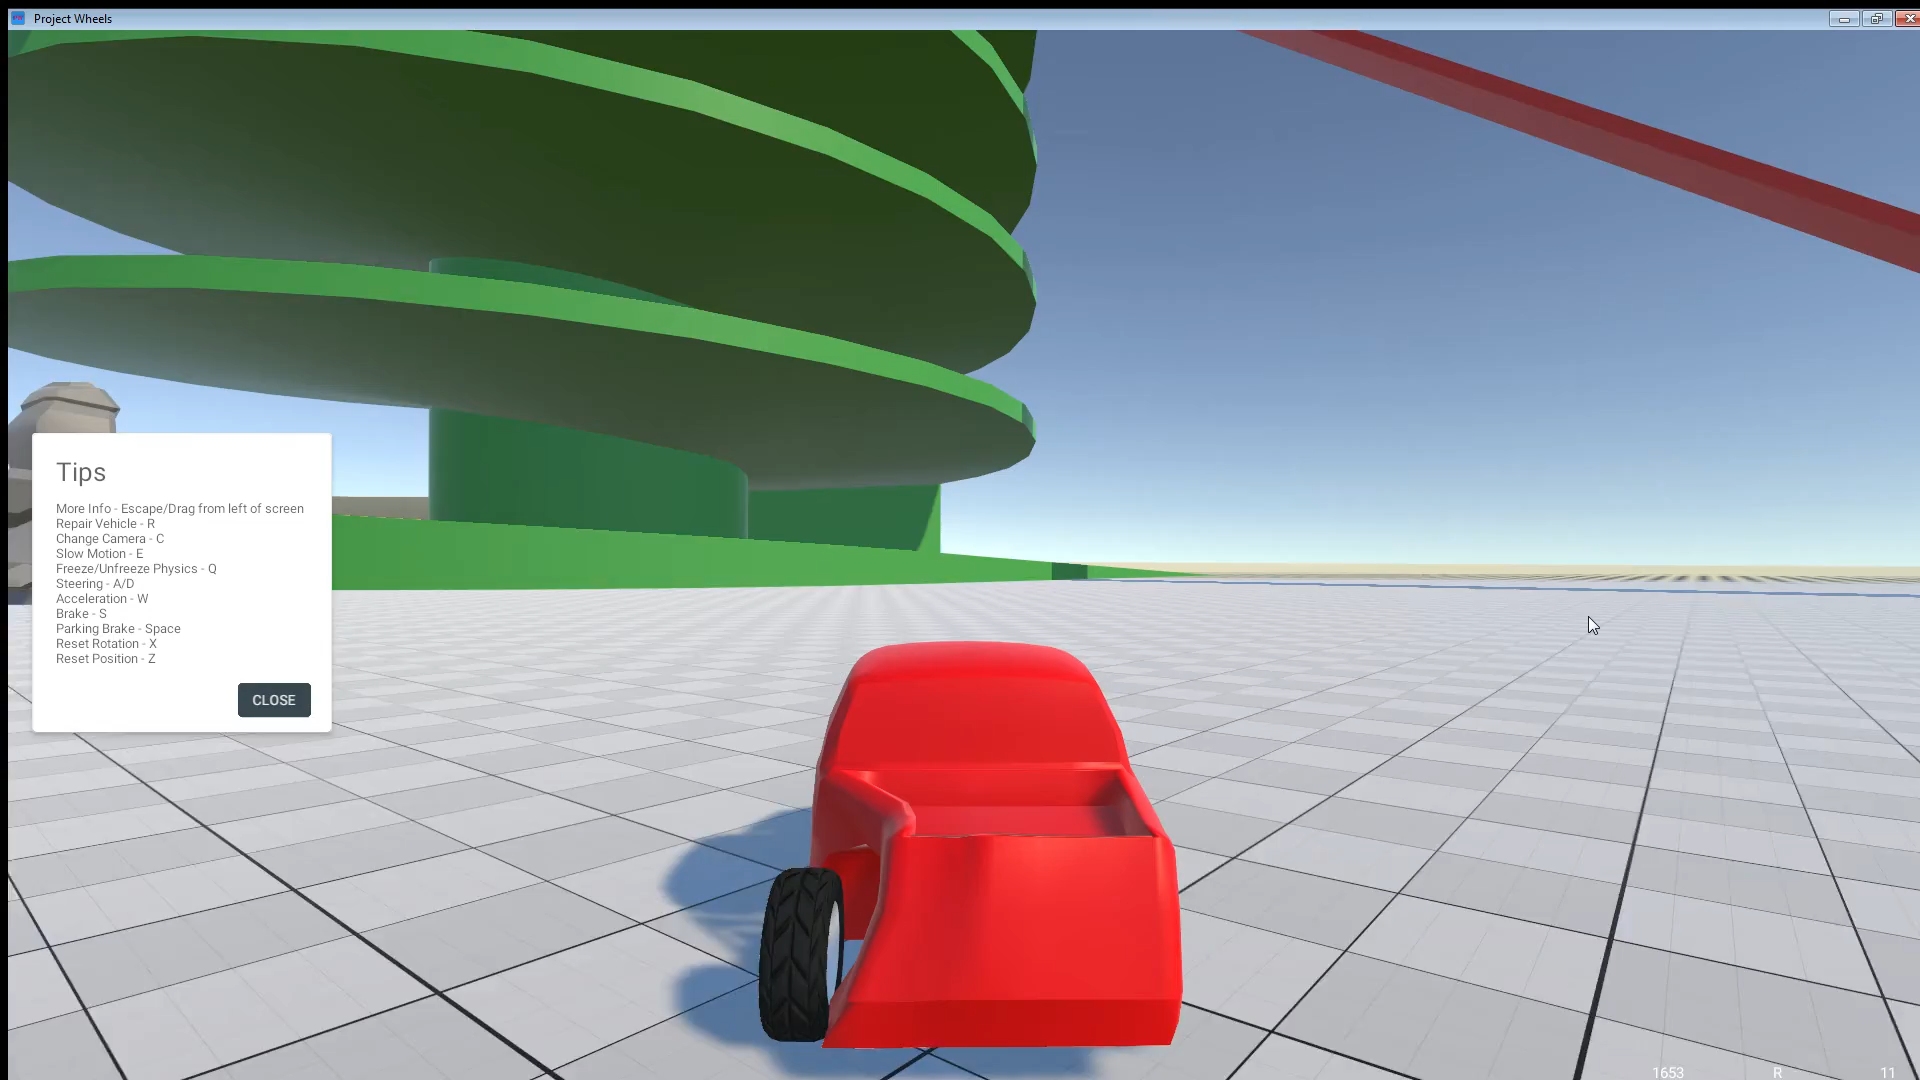 Project Wheels
Tips
More Info - Escape/Drag from left of screen
Repair Vehicle - R
Change Camera - C
Slow Motion - E
Freeze/Unfreeze Physics - Q
Steering - A/D
Acceleration - W
Brake - S
Parking Brake - Space
Reset Rotation - X
Reset Position - Z
CLOSE
1653 R 11